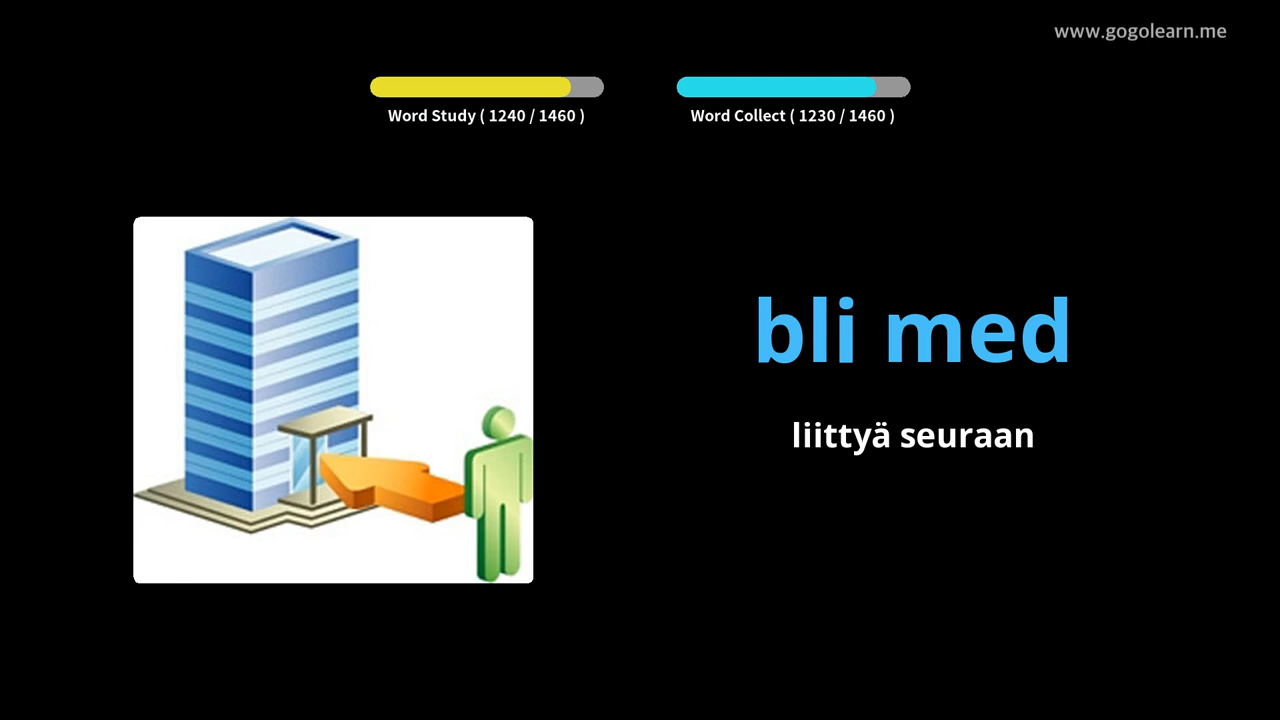 www.gogolearn.me
Word Study ( 1240 / 1460 )
Word Collect ( 1230 / 1460 )
bli med
liittyä seuraan